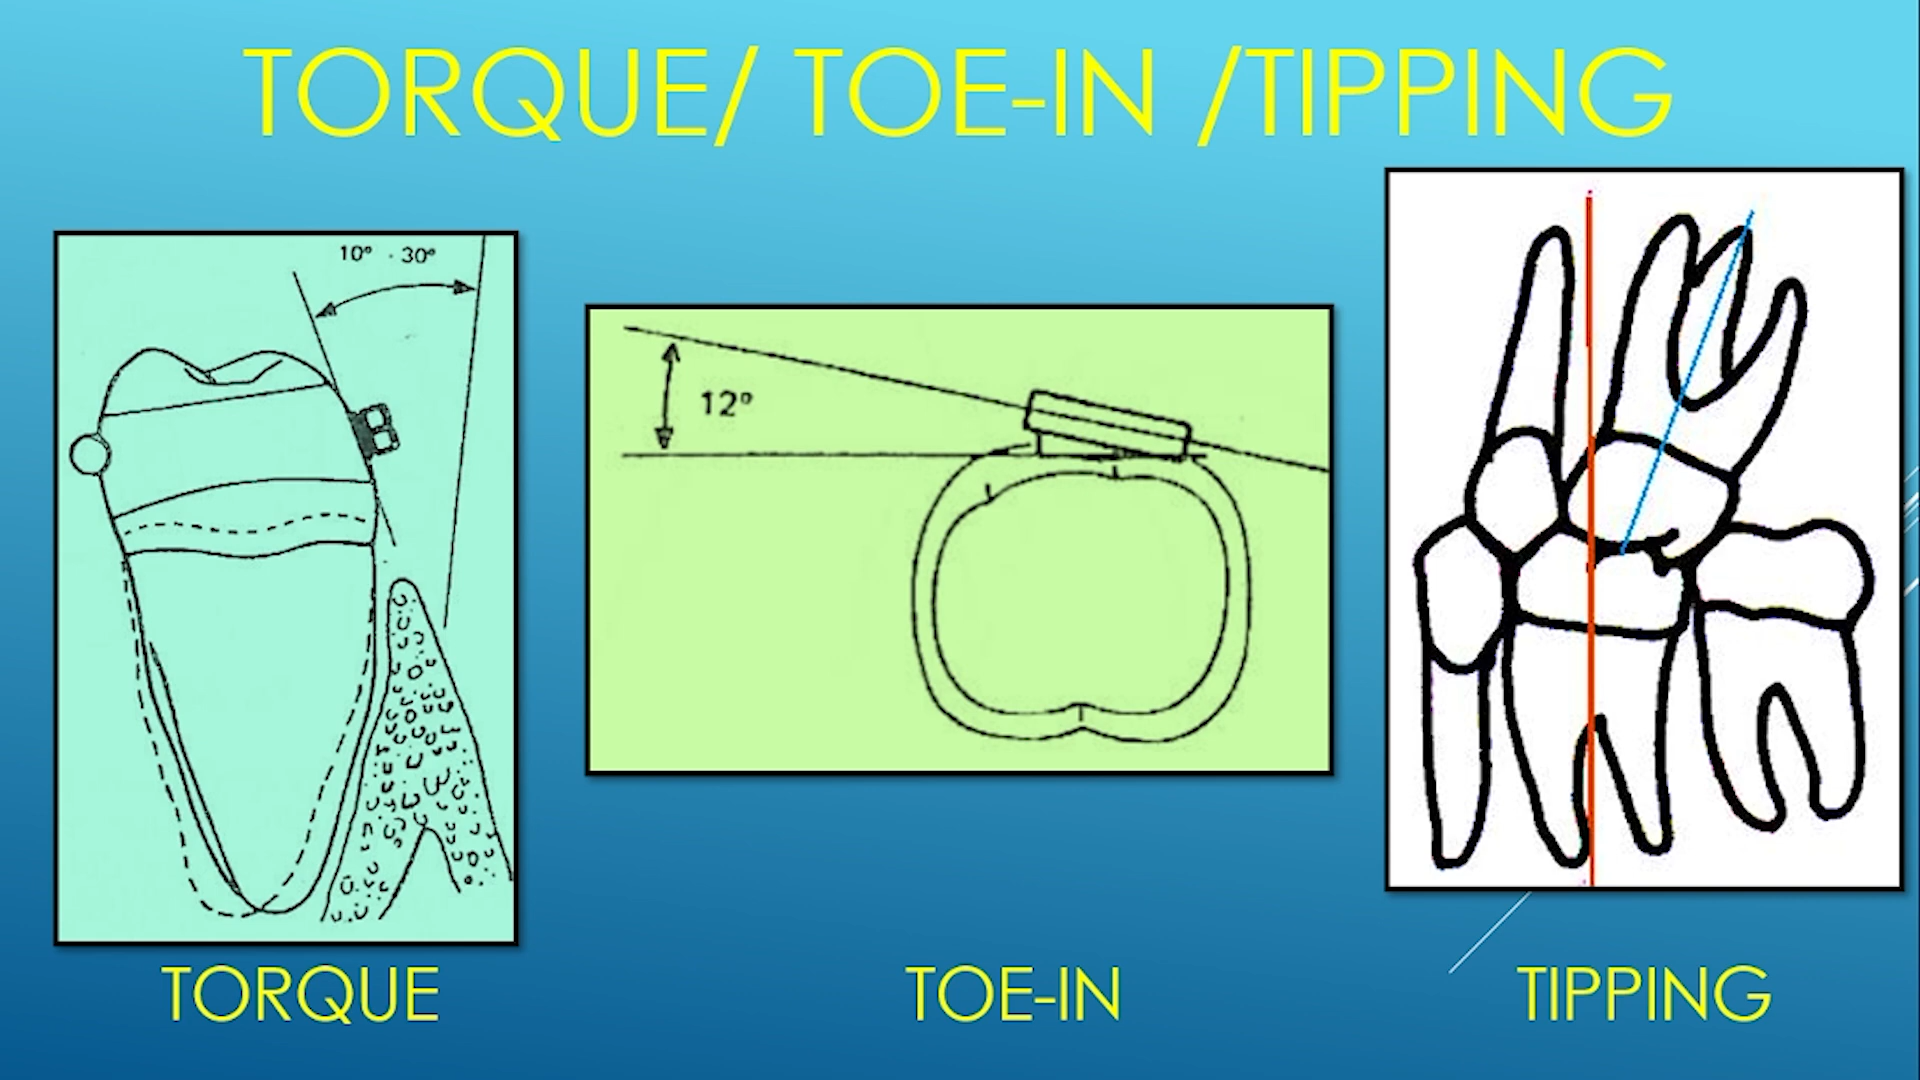 TORQUE/ TOE-IN /TIPPING
10° - 30°
12°
TORQUE
TOE-IN
TIPPING